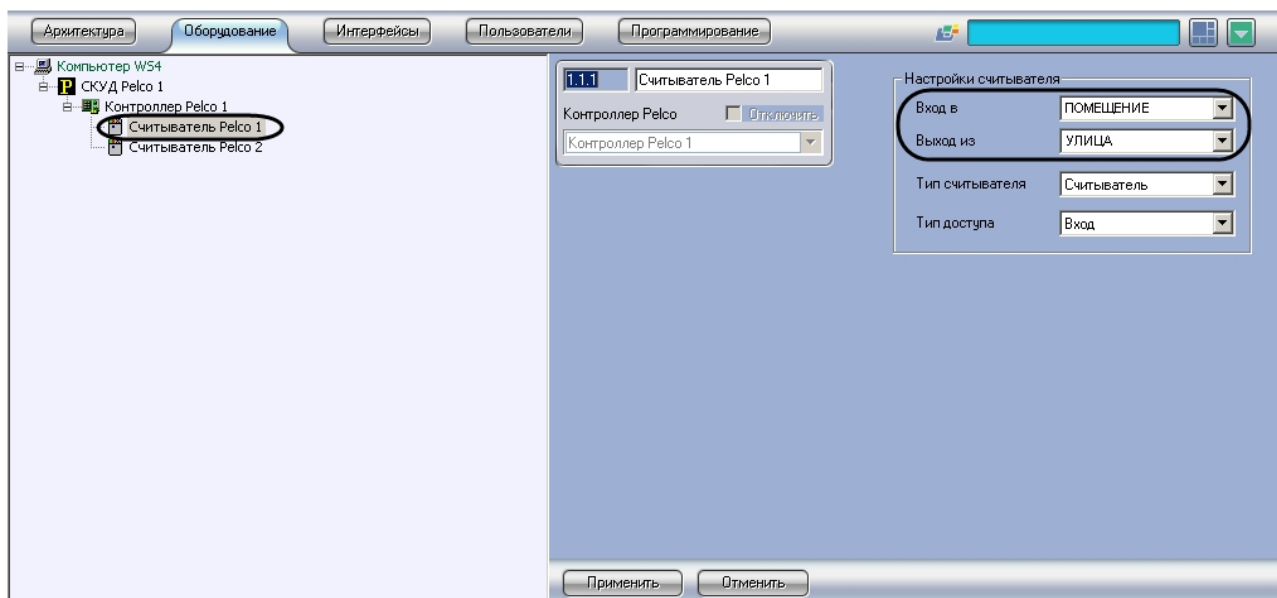 Архитектура Оборудование Интерфейсы Пользователи Программирование
Компьютер W54
СКУД Pelco 1
Контроллер Pelco 1
Считыватель Pelco 1
Считыватель Pelco 2
1.1.1 Считыватель Pelco 1
Контроллер Pelco Отключить
Контроллер Pelco 1
Настройки считывателя
Вход в ПОМЕЩЕНИЕ
Выход из УЛИЦА
Тип считывателя Считыватель
Тип доступа Вход
Применить Отменить